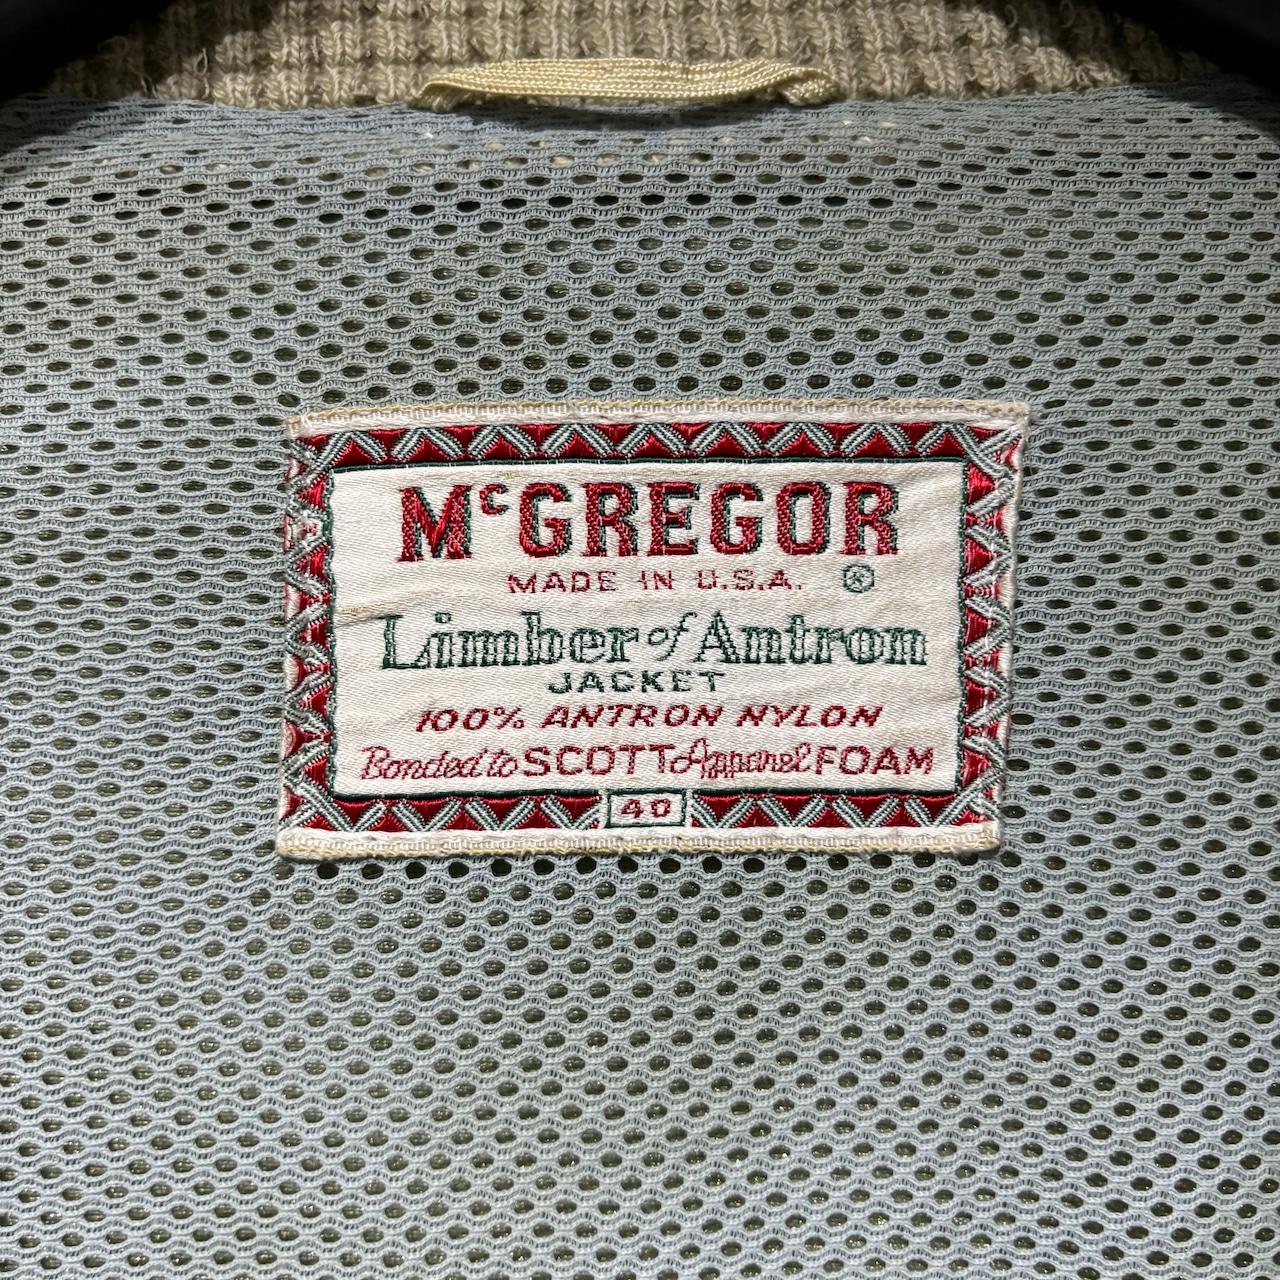 McGREGOR
MADE IN U.S.A. ®
Limber of Antron
JACKET
100% ANTRON NYLON
Bonded to SCOTT Apparel FOAM
40